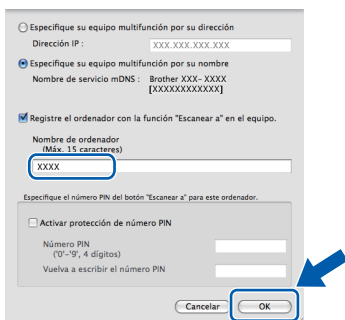 Especifique su equipo multifunción por su dirección
Dirección IP : XXX.XXX.XXX.XXX
Especifique su equipo multifunción por su nombre
Nombre de servicio mDNS : Brother XXX- XXXX
[XXXXXXXXXXXX]
Registre el ordenador con la función "Escanear a" en el equipo.
Nombre de ordenador
(Máx. 15 caracteres)
XXXX
Especifique el número PIN del botón "Escanear a" para este ordenador.
Activar protección de número PIN
Número PIN
('0'-'9', 4 dígitos)
Vuelva a escribir el número PIN
Cancelar OK